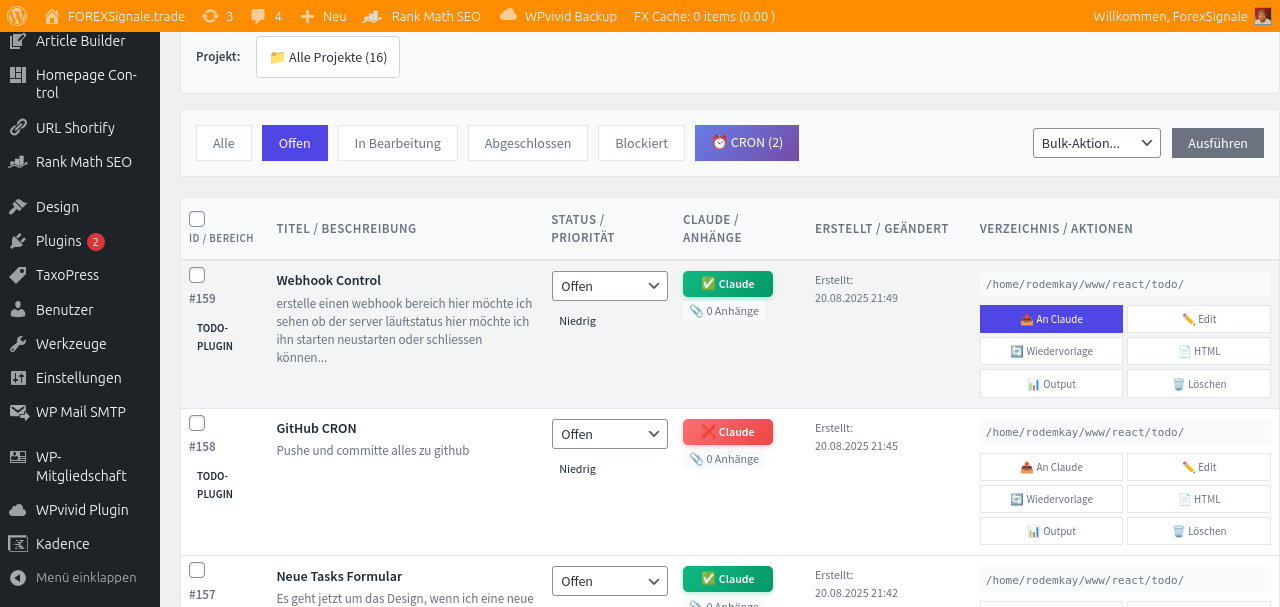 FOREXSignale.trade 3 4 Neu Rank Math SEO WPvivid Backup FX Cache: 0 items (0.00 ) Willkommen, ForexSignale
Article Builder
Homepage Con-
trol
URL Shortify
Rank Math SEO
Design
Plugins 2
TaxoPress
Benutzer
Werkzeuge
Einstellungen
WP Mail SMTP
WP-
Mitgliedschaft
WPvivid Plugin
Kadence
Menü einklappen
Projekt: 📁 Alle Projekte (16)
Alle Offen In Bearbeitung Abgeschlossen Blockiert ⏰ CRON (2) Bulk-Aktion... Ausführen
ID / BEREICH
TITEL / BESCHREIBUNG
STATUS /
PRIORITÄT
CLAUDE /
ANHÄNGE
ERSTELLT / GEÄNDERT
VERZEICHNIS / AKTIONEN
#159
TODO-
PLUGIN
Webhook Control
erstelle einen webhook bereich hier möchte ich
sehen ob der server läuftstatus hier möchte ich
ihn starten neustarten oder schliessen
können...
Offen
Niedrig
✅ Claude
📎 0 Anhänge
Erstellt:
20.08.2025 21:49
/home/rodemkay/www/react/todo/
📤 An Claude ✏️ Edit
🔄 Wiedervorlage 📄 HTML
📊 Output 🗑️ Löschen
#158
TODO-
PLUGIN
GitHub CRON
Pushe und committe alles zu github
Offen
Niedrig
❌ Claude
📎 0 Anhänge
Erstellt:
20.08.2025 21:45
/home/rodemkay/www/react/todo/
📤 An Claude ✏️ Edit
🔄 Wiedervorlage 📄 HTML
📊 Output 🗑️ Löschen
#157
Neue Tasks Formular
Es geht jetzt um das Design, wenn ich eine neue
Offen
✅ Claude
📎 0 Anhänge
Erstellt:
20.08.2025 21:42
/home/rodemkay/www/react/todo/